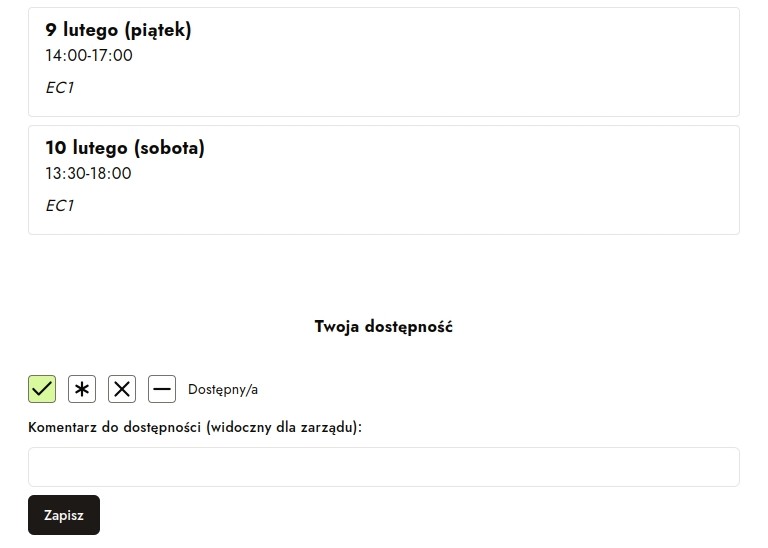 9 lutego (piątek)
14:00-17:00
EC1
10 lutego (sobota)
13:30-18:00
EC1
Twoja dostępność
Dostępny/a
Komentarz do dostępności (widoczny dla zarządu):
Zapisz